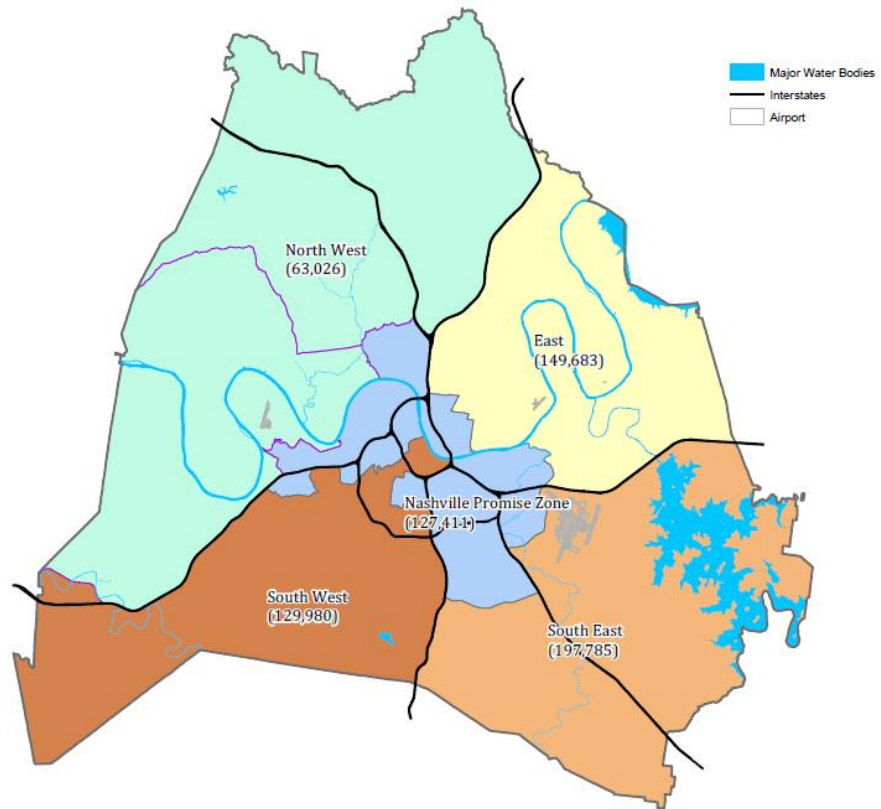 Major Water Bodies
Interstates
Airport
North West
(63,026)
East
(149,683)
Nashville Promise Zone
(127,411)
South West
(129,980)
South East
(197,785)